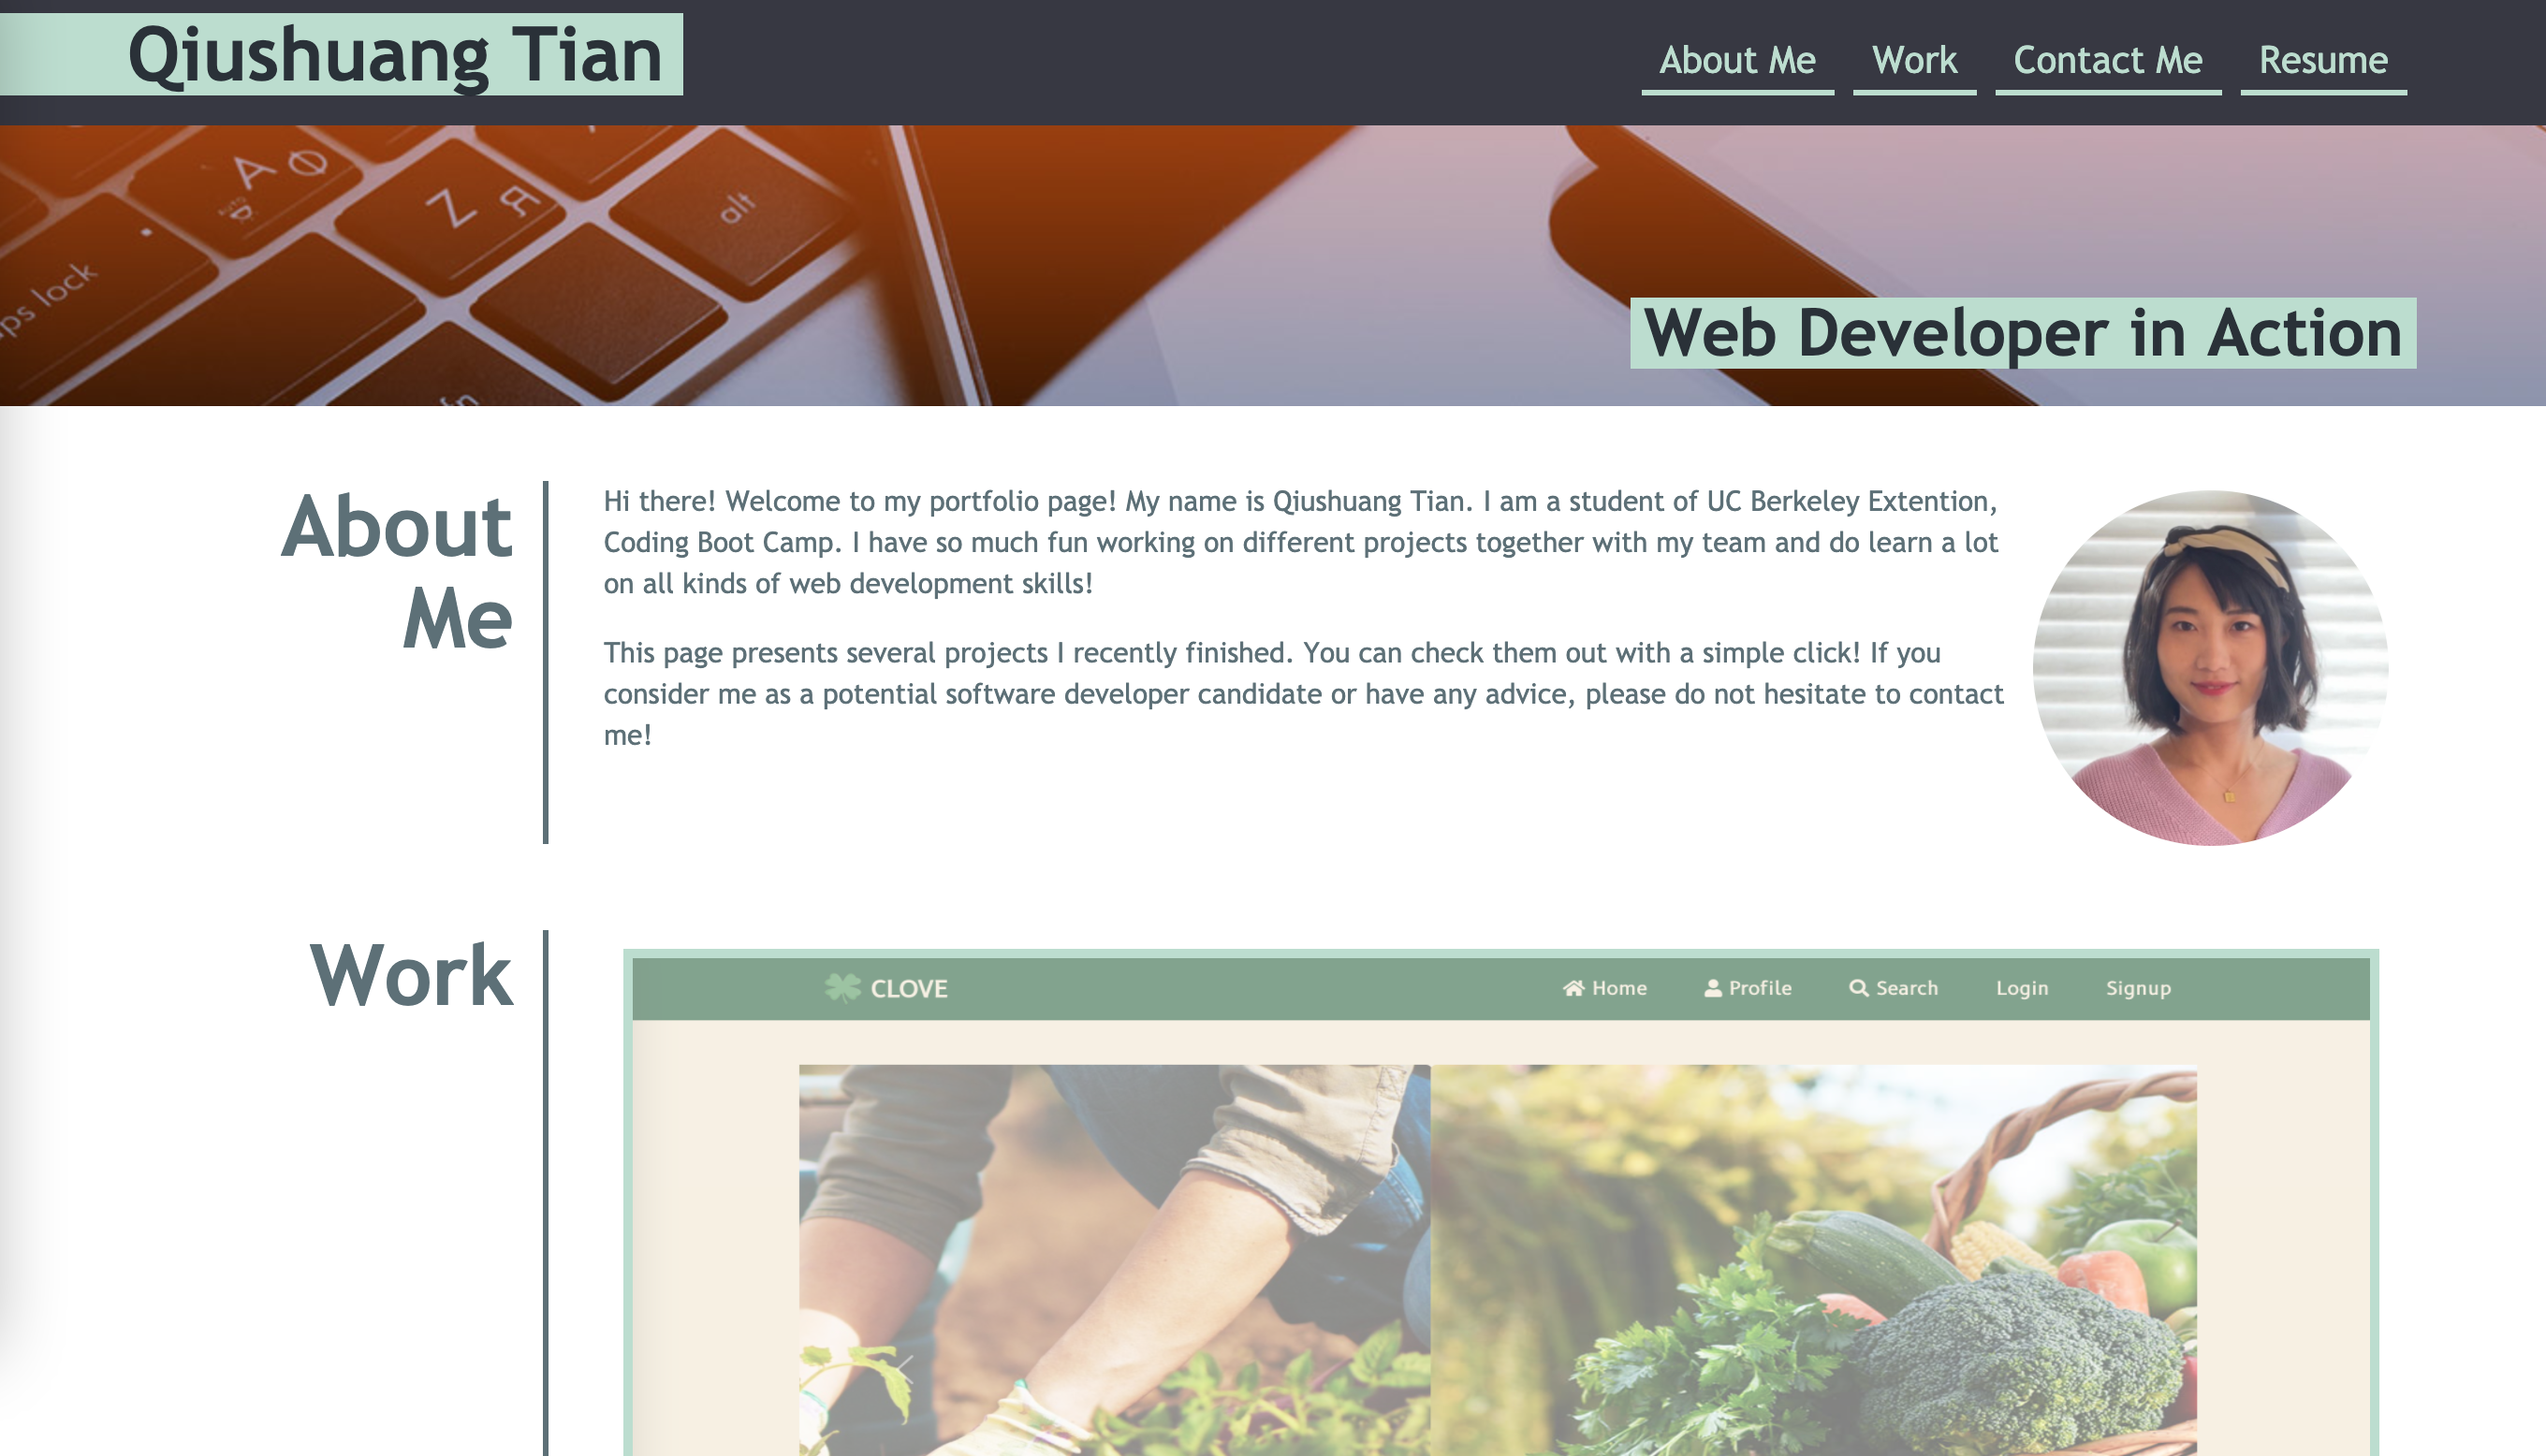 Qiushuang Tian
About Me Work Contact Me Resume
A Ф
Z Я
alt
ps lock
fn
Web Developer in Action
About
Me
Hi there! Welcome to my portfolio page! My name is Qiushuang Tian. I am a student of UC Berkeley Extention,
Coding Boot Camp. I have so much fun working on different projects together with my team and do learn a lot
on all kinds of web development skills!
This page presents several projects I recently finished. You can check them out with a simple click! If you
consider me as a potential software developer candidate or have any advice, please do not hesitate to contact
me!
Work
CLOVE Home Profile Search Login Signup